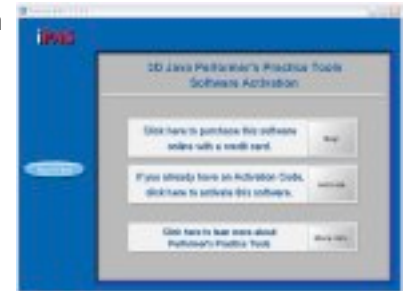 iPAS
3D Java Performer's Practice Tools
Software Activation
Click here to purchase this software
online with a credit card.
Buy
If you already have an Activation Code,
click here to activate this software.
Activate
Click here to learn more about
Performer's Practice Tools
More Info